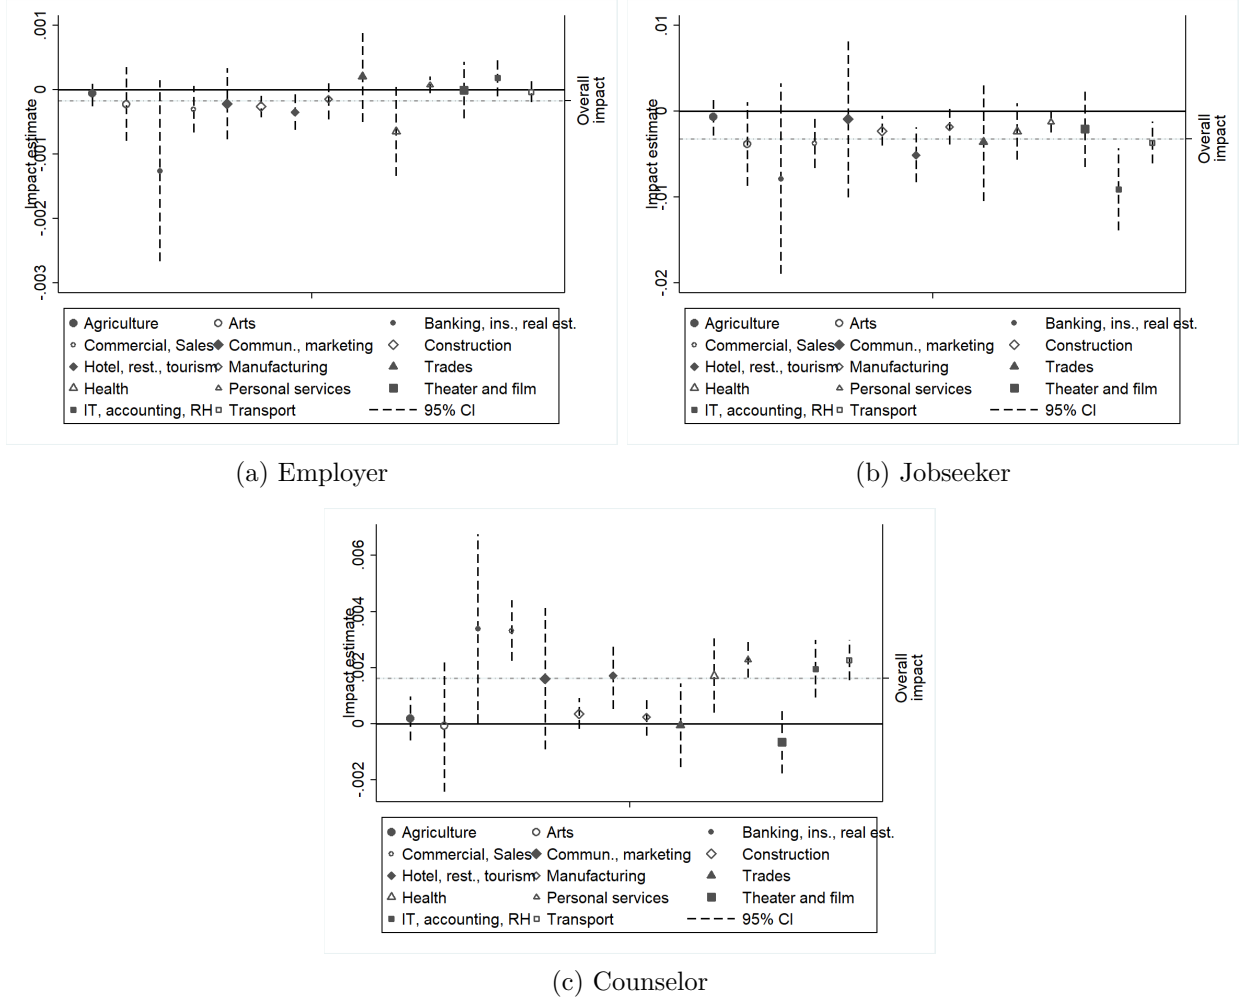 .001
0
-.001
-.002
-.003
Impact estimate
Overall
impact
Agriculture Arts Banking, ins., real est.
Commercial, Sales Commun., marketing Construction
Hotel, rest., tourism Manufacturing Trades
Health Personal services Theater and film
IT, accounting, RH Transport 95% CI
(a) Employer
.01
0
-.01
-.02
Impact estimate
Overall
impact
Agriculture Arts Banking, ins., real est.
Commercial, Sales Commun., marketing Construction
Hotel, rest., tourism Manufacturing Trades
Health Personal services Theater and film
IT, accounting, RH Transport 95% CI
(b) Jobseeker
.006
.004
.002
0
-.002
Impact estimate
Overall
impact
Agriculture Arts Banking, ins., real est.
Commercial, Sales Commun., marketing Construction
Hotel, rest., tourism Manufacturing Trades
Health Personal services Theater and film
IT, accounting, RH Transport 95% CI
(c) Counselor